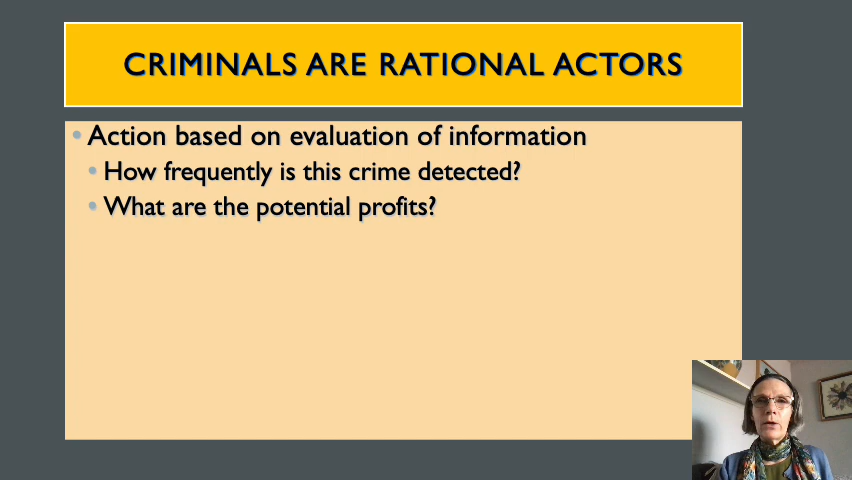 CRIMINALS ARE RATIONAL ACTORS
• Action based on evaluation of information
• How frequently is this crime detected?
• What are the potential profits?